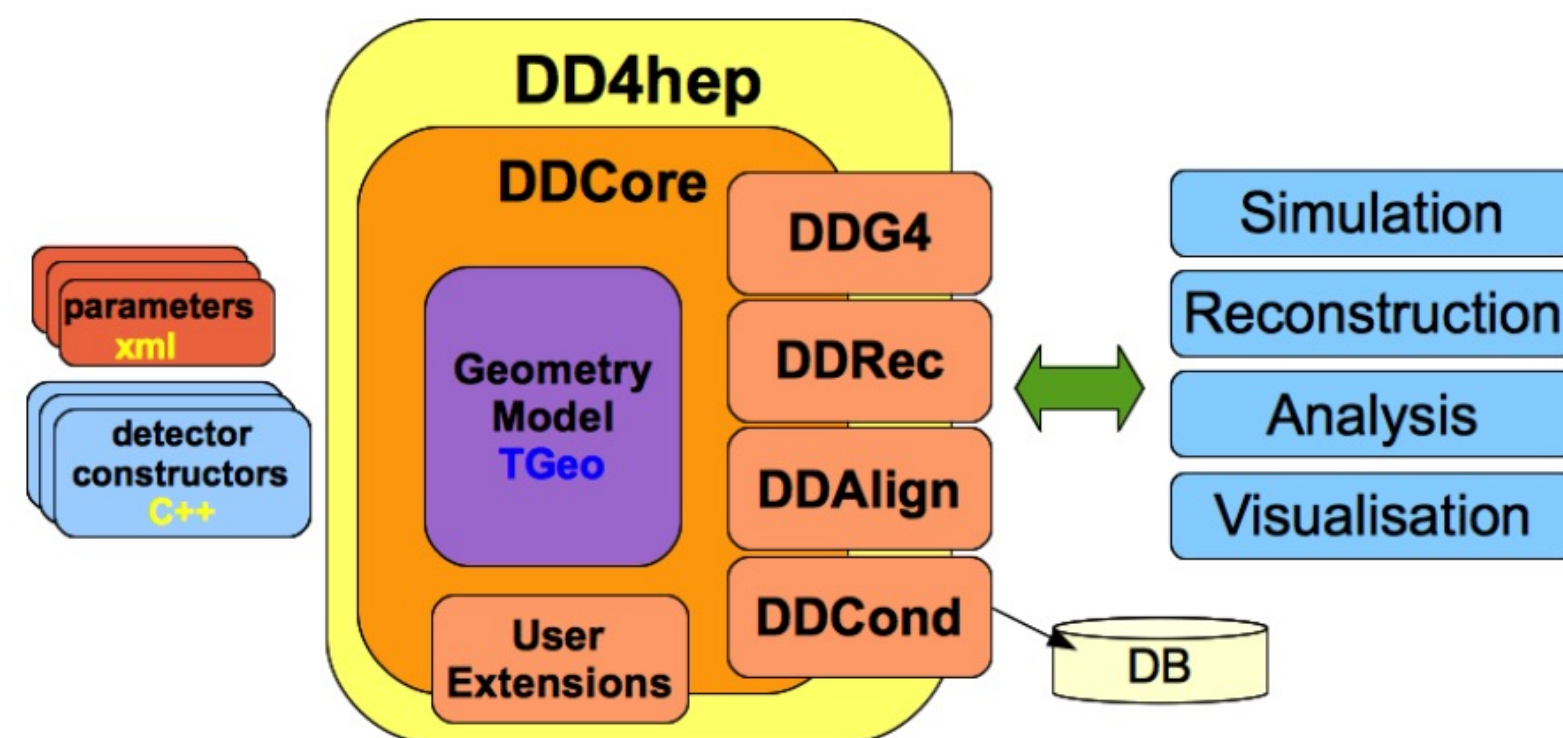 DD4hep
DDCore
parameters
xml
detector
constructors
C++
Geometry
Model
TGeo
User
Extensions
DDG4
DDRec
DDAlign
DDCond
DB
Simulation
Reconstruction
Analysis
Visualisation